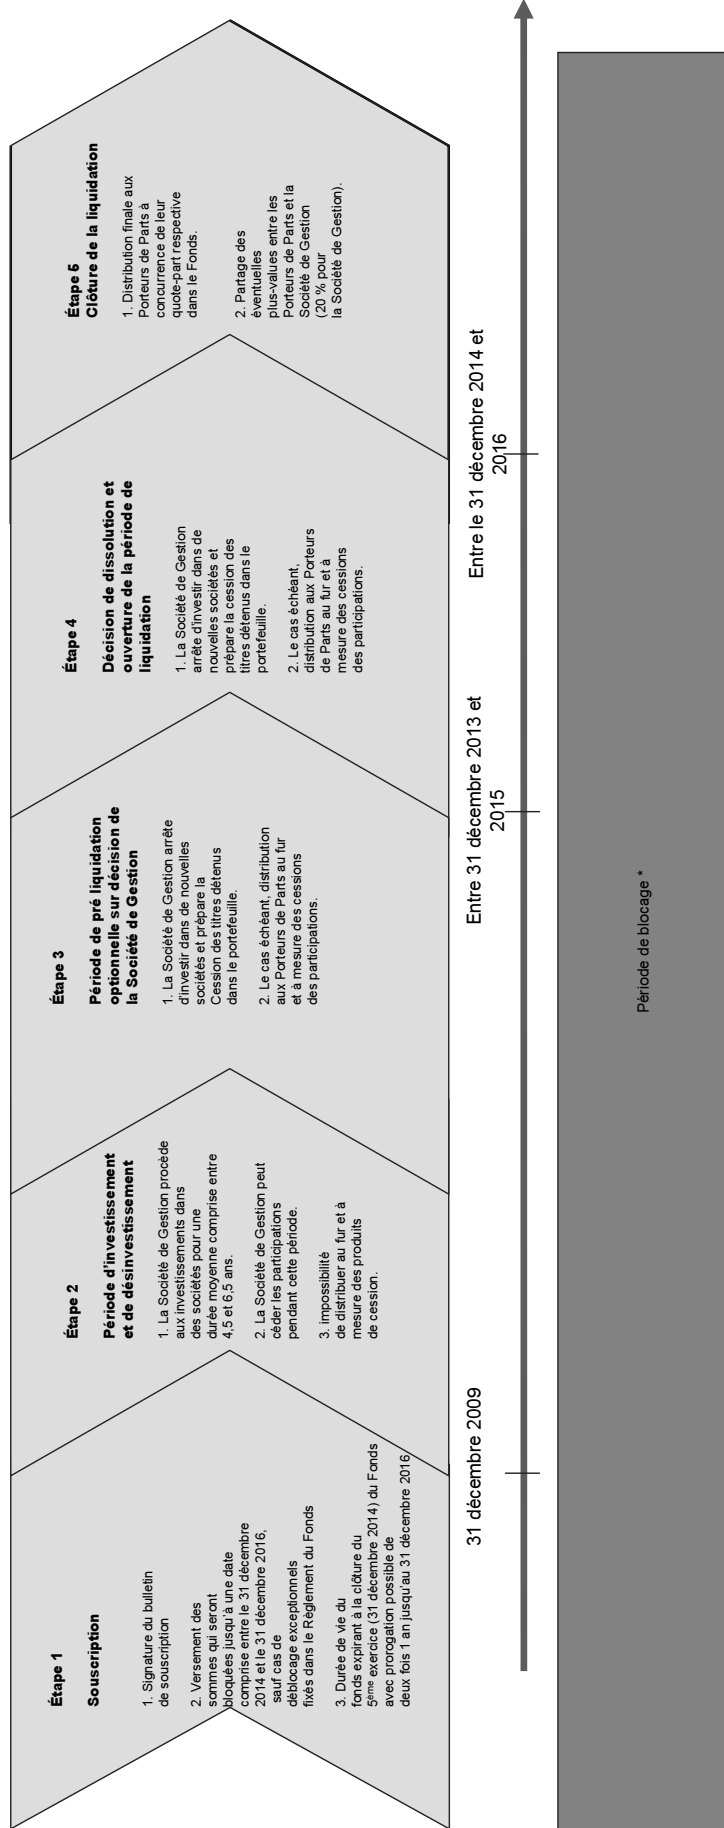 Étape 1
Souscription
1. Signature du bulletin
de souscription
2. Versement des
sommes qui seront
bloquées jusqu'à une date
comprise entre le 31 décembre
2014 et le 31 décembre 2016,
sauf cas de
déblocage exceptionnels
fixés dans le Règlement du Fonds
3. Durée de vie du
fonds expirant à la clôture du
5ème exercice (31 décembre 2014) du Fonds
avec prorogation possible de
deux fois 1 an jusqu'au 31 décembre 2016
Étape 2
Période d'investissement
et de désinvestissement
1. La Société de Gestion procède
aux investissements dans
des sociétés pour une
durée moyenne comprise entre
4,5 et 6,5 ans.
2. La Société de Gestion peut
céder les participations
pendant cette période.
3. impossibilité
de distribuer au fur et à
mesure des produits
de cession.
Étape 3
Période de pré liquidation
optionnelle sur décision de
la Société de Gestion
1. La Société de Gestion arrête
d'investir dans de nouvelles
sociétés et prépare la
Cession des titres détenus
dans le portefeuille.
2. Le cas échéant, distribution
aux Porteurs de Parts au fur
et à mesure des cessions
des participations.
Étape 4
Décision de dissolution et
ouverture de la période de
liquidation
1. La Société de Gestion
arrête d'investir dans de
nouvelles sociétés et
prépare la cession des
titres détenus dans le
portefeuille.
2. Le cas échéant,
distribution aux Porteurs
de Parts au fur et à
mesure des cessions
des participations.
Étape 5
Clôture de la liquidation
1. Distribution finale aux
Porteurs de Parts à
concurrence de leur
quote-part respective
dans le Fonds.
2. Partage des
éventuelles
plus-values entre les
Porteurs de Parts et la
Société de Gestion
(20 % pour
la Société de Gestion).
31 décembre 2009
Entre 31 décembre 2013 et
2015
Entre le 31 décembre 2014 et
2016
Période de blocage *